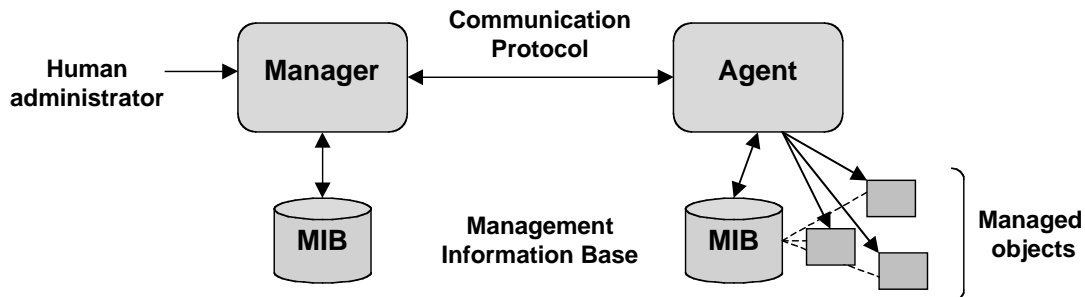 Communication
Protocol
Human
administrator
Manager
Agent
MIB
Management
Information Base
MIB
Managed
objects